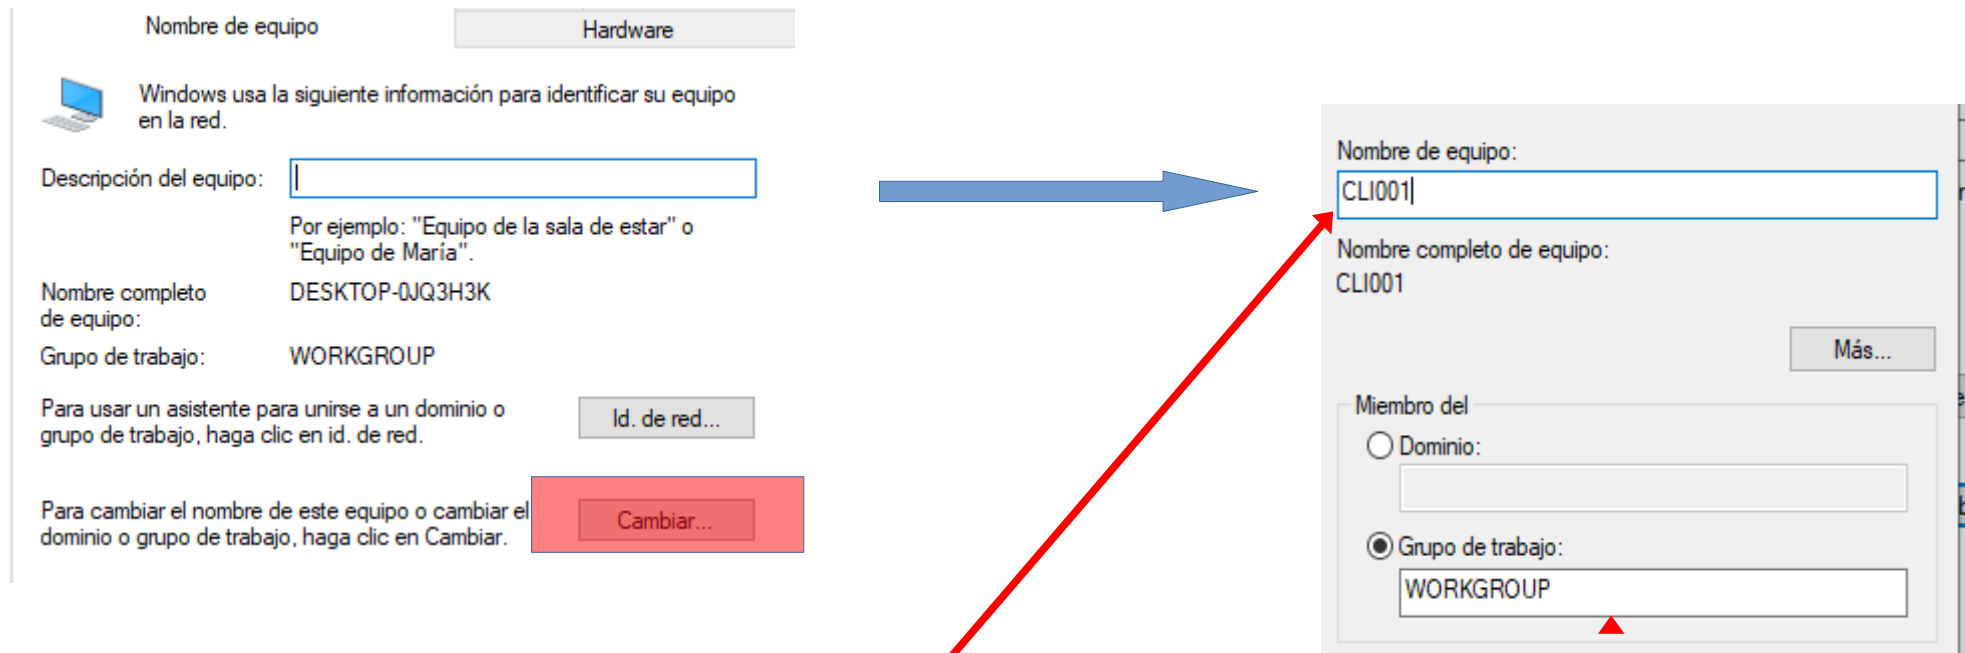 Nombre de equipo
Hardware
Windows usa la siguiente información para identificar su equipo
en la red.
Descripción del equipo:
Por ejemplo: "Equipo de la sala de estar" o
"Equipo de María".
Nombre completo
de equipo:
DESKTOP-0JQ3H3K
Grupo de trabajo:
WORKGROUP
Para usar un asistente para unirse a un dominio o
grupo de trabajo, haga clic en id. de red.
Id. de red...
Para cambiar el nombre de este equipo o cambiar el
dominio o grupo de trabajo, haga clic en Cambiar.
Cambiar...
Nombre de equipo:
CLI001
Nombre completo de equipo:
CLI001
Más...
Miembro del
Dominio:
Grupo de trabajo:
WORKGROUP